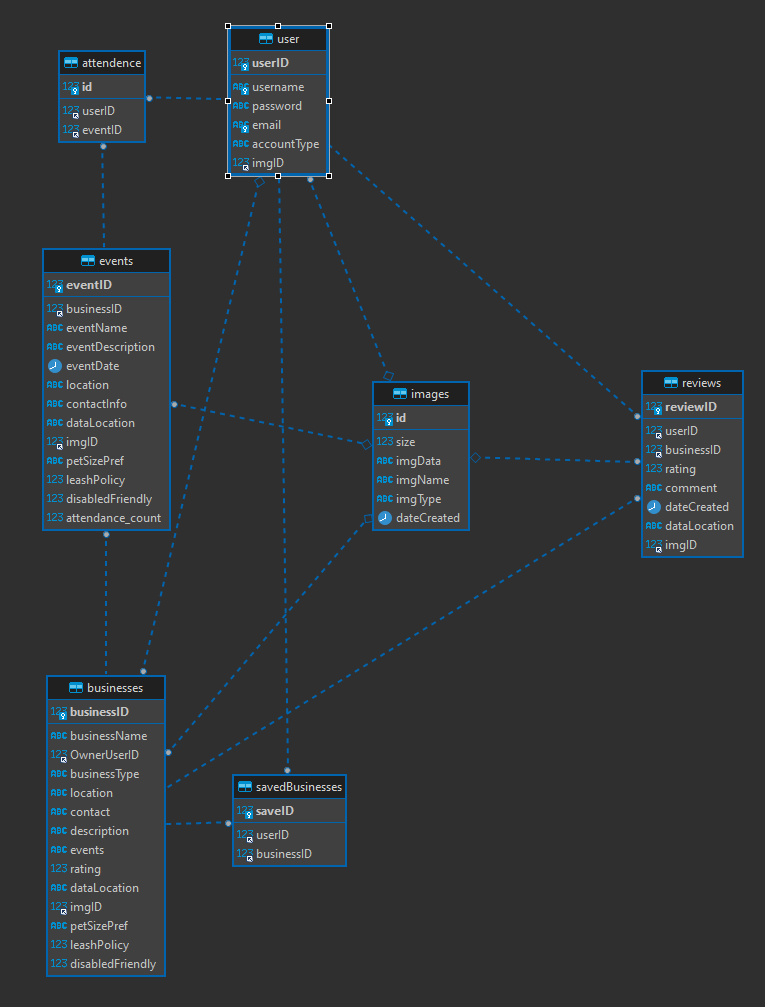 user
123 userID
ABC username
ABC password
ABC email
ABC accountType
123 imgID
attendence
123 id
123 userID
123 eventID
events
123 eventID
123 businessID
ABC eventName
ABC eventDescription
eventDate
ABC location
ABC contactInfo
ABC dataLocation
123 imgID
ABC petSizePref
123 leashPolicy
123 disabledFriendly
123 attendance_count
images
123 id
123 size
ABC imgData
ABC imgName
ABC imgType
dateCreated
reviews
123 reviewID
123 userID
123 businessID
123 rating
ABC comment
dateCreated
ABC dataLocation
123 imgID
businesses
123 businessID
ABC businessName
123 OwnerUserID
ABC businessType
ABC location
ABC contact
ABC description
ABC events
123 rating
ABC dataLocation
123 imgID
ABC petSizePref
123 leashPolicy
123 disabledFriendly
savedBusinesses
123 saveID
123 userID
123 businessID